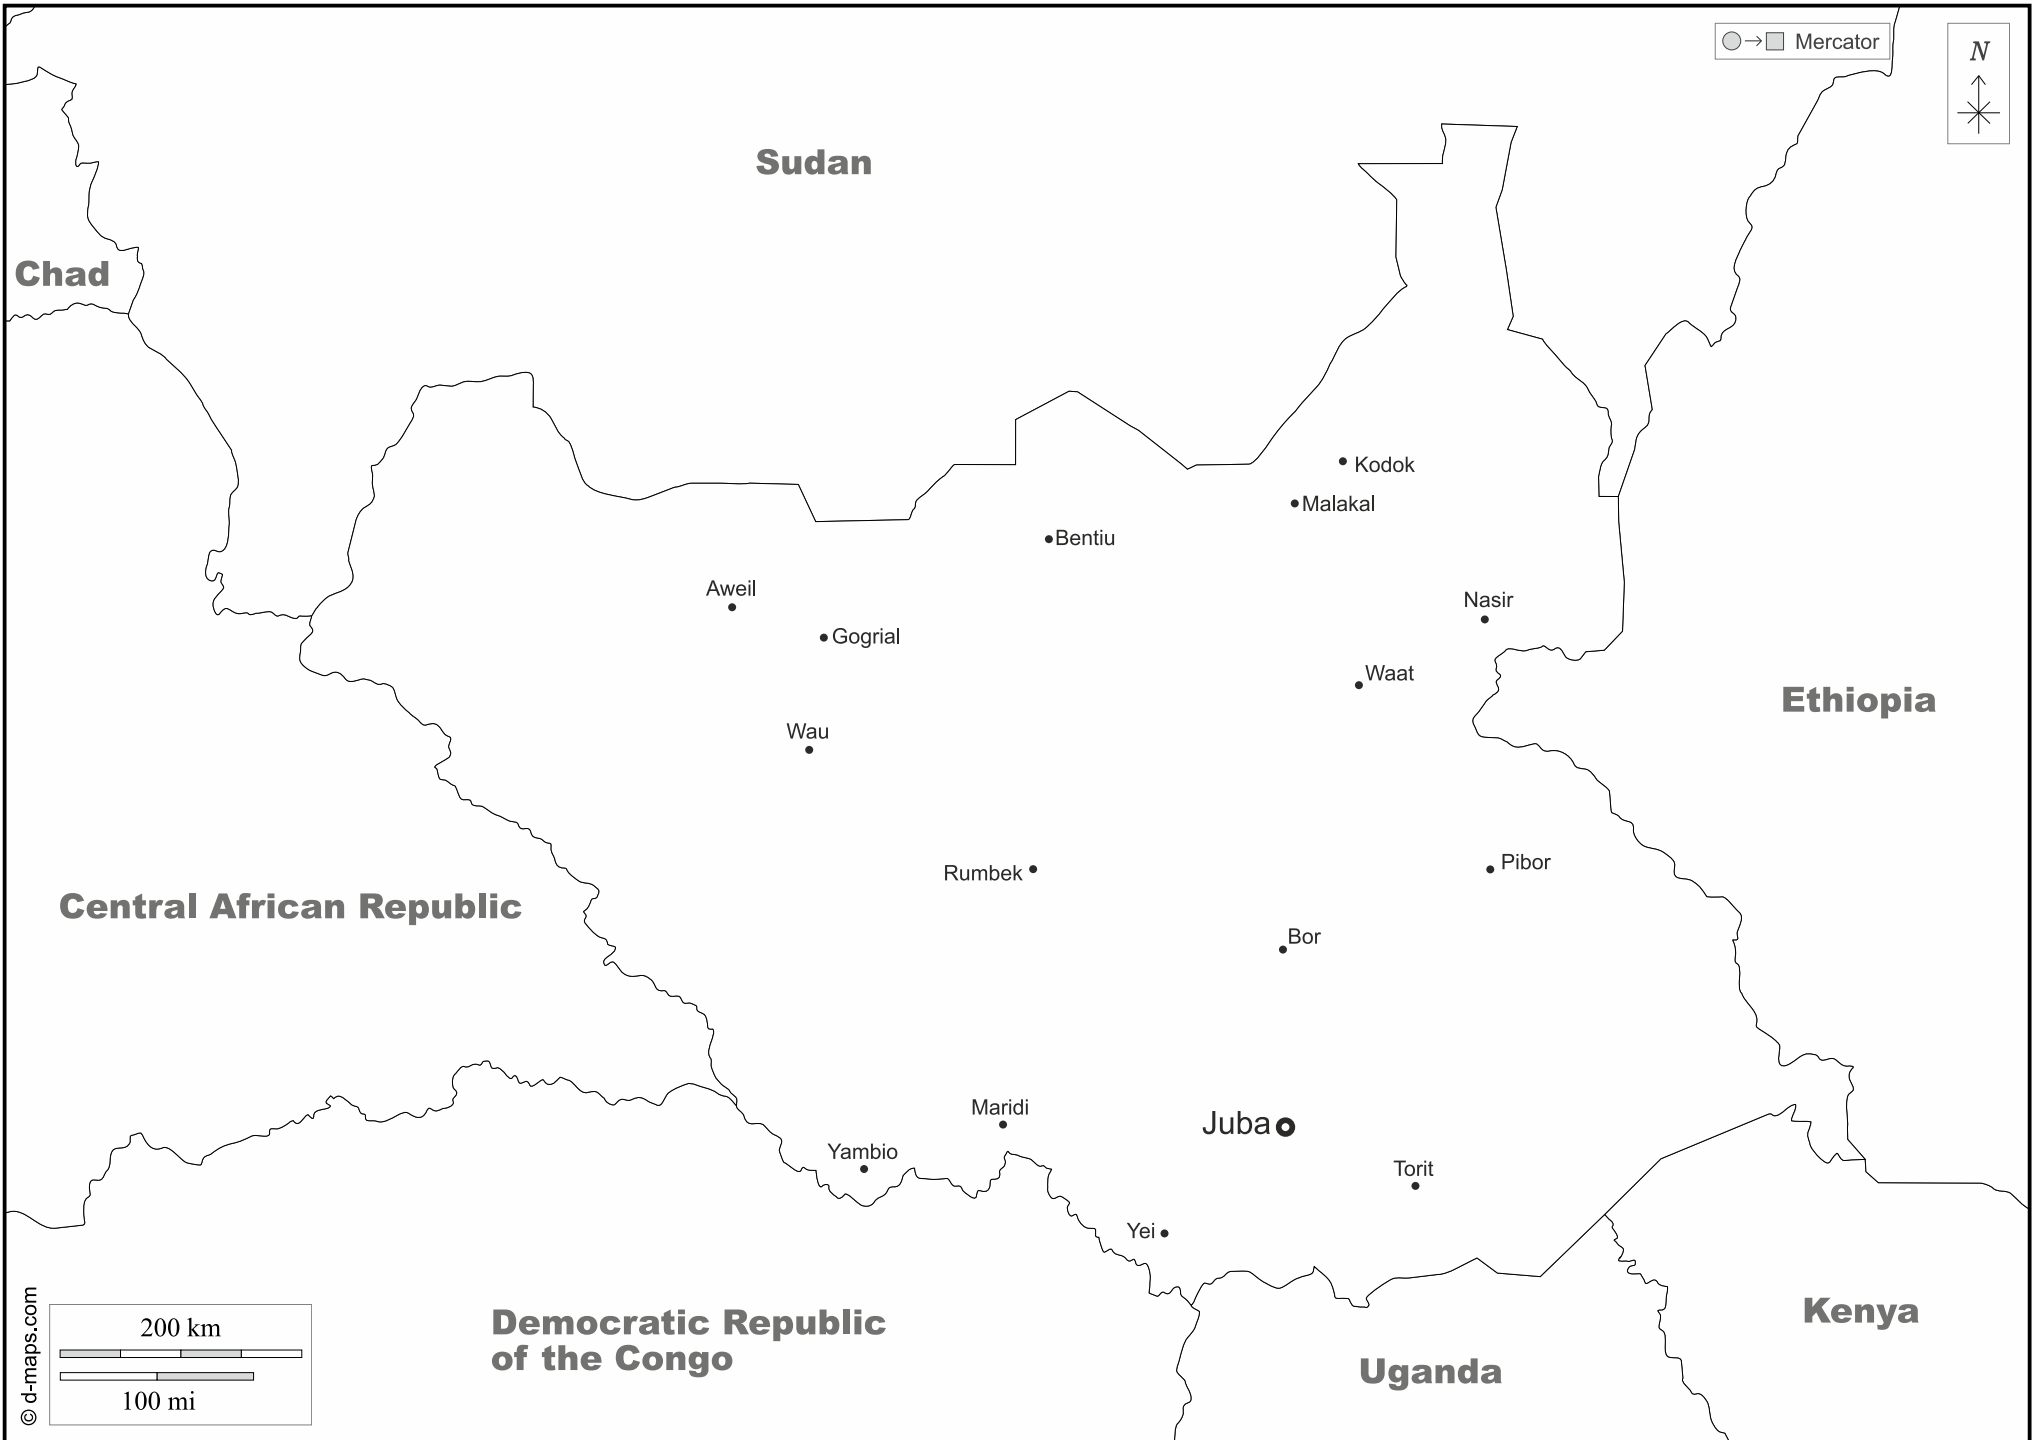 Mercator
N
Sudan
Chad
Kodok
Malakal
Bentiu
Aweil
Nasir
Gogrial
Waat
Ethiopia
Wau
Pibor
Rumbek
Central African Republic
Bor
Maridi
Juba
Yambio
Torit
Yei
© d-maps.com
200 km
100 mi
Democratic Republic
of the Congo
Kenya
Uganda